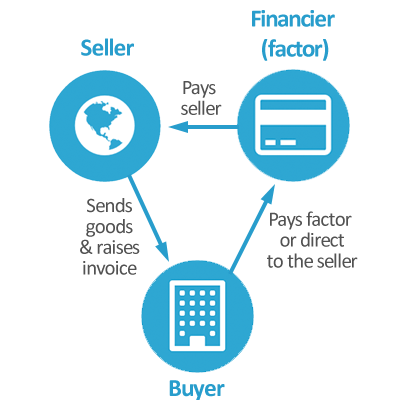 Financier
(factor)
Seller
Pays
seller
Sends
goods
& raises
invoice
Pays factor
or direct
to the seller
Buyer